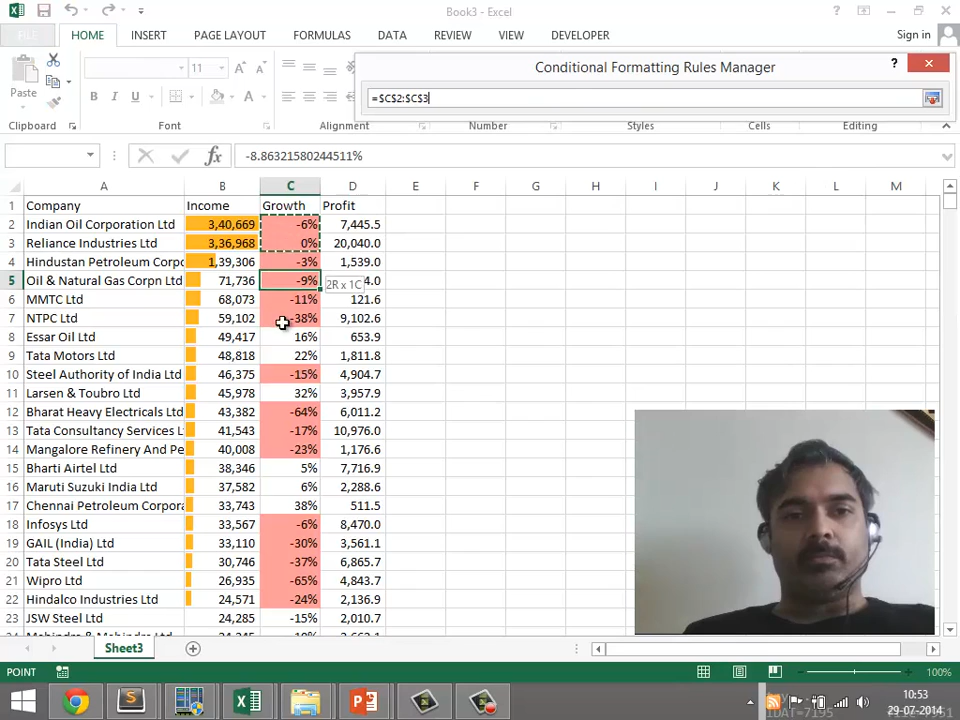 Book3 - Excel
FILE HOME INSERT PAGE LAYOUT FORMULAS DATA REVIEW VIEW DEVELOPER Sign in
Conditional Formatting Rules Manager
=$C$2:$C$3
Paste
11
Clipboard Font Alignment Number Styles Cells Editing
-8.86321580244511%
A B C D E F G H I J K L M
1 Company Income Growth Profit
2 Indian Oil Corporation Ltd 3,40,669 -6% 7,445.5
3 Reliance Industries Ltd 3,36,968 0% 20,040.0
4 Hindustan Petroleum Corpo 1,39,306 -3% 1,539.0
5 Oil & Natural Gas Corpn Ltd 71,736 -9% 2R x 1C 4.0
6 MMTC Ltd 68,073 -11% 121.6
7 NTPC Ltd 59,102 -38% 9,102.6
8 Essar Oil Ltd 49,417 16% 653.9
9 Tata Motors Ltd 48,818 22% 1,811.8
10 Steel Authority of India Ltd 46,375 -15% 4,904.7
11 Larsen & Toubro Ltd 45,978 32% 3,957.9
12 Bharat Heavy Electricals Ltd 43,382 -64% 6,011.2
13 Tata Consultancy Services L 41,543 -17% 10,976.0
14 Mangalore Refinery And Pe 40,008 -23% 1,176.6
15 Bharti Airtel Ltd 38,346 5% 7,716.9
16 Maruti Suzuki India Ltd 37,582 6% 2,288.6
17 Chennai Petroleum Corpora 33,743 38% 511.5
18 Infosys Ltd 33,567 -6% 8,470.0
19 GAIL (India) Ltd 33,110 -30% 3,561.1
20 Tata Steel Ltd 30,746 -37% 6,865.7
21 Wipro Ltd 26,935 -65% 4,843.7
22 Hindalco Industries Ltd 24,571 -24% 2,136.9
23 JSW Steel Ltd 24,285 -15% 2,010.7
Sheet3
POINT 100%
10:53
29-07-2014